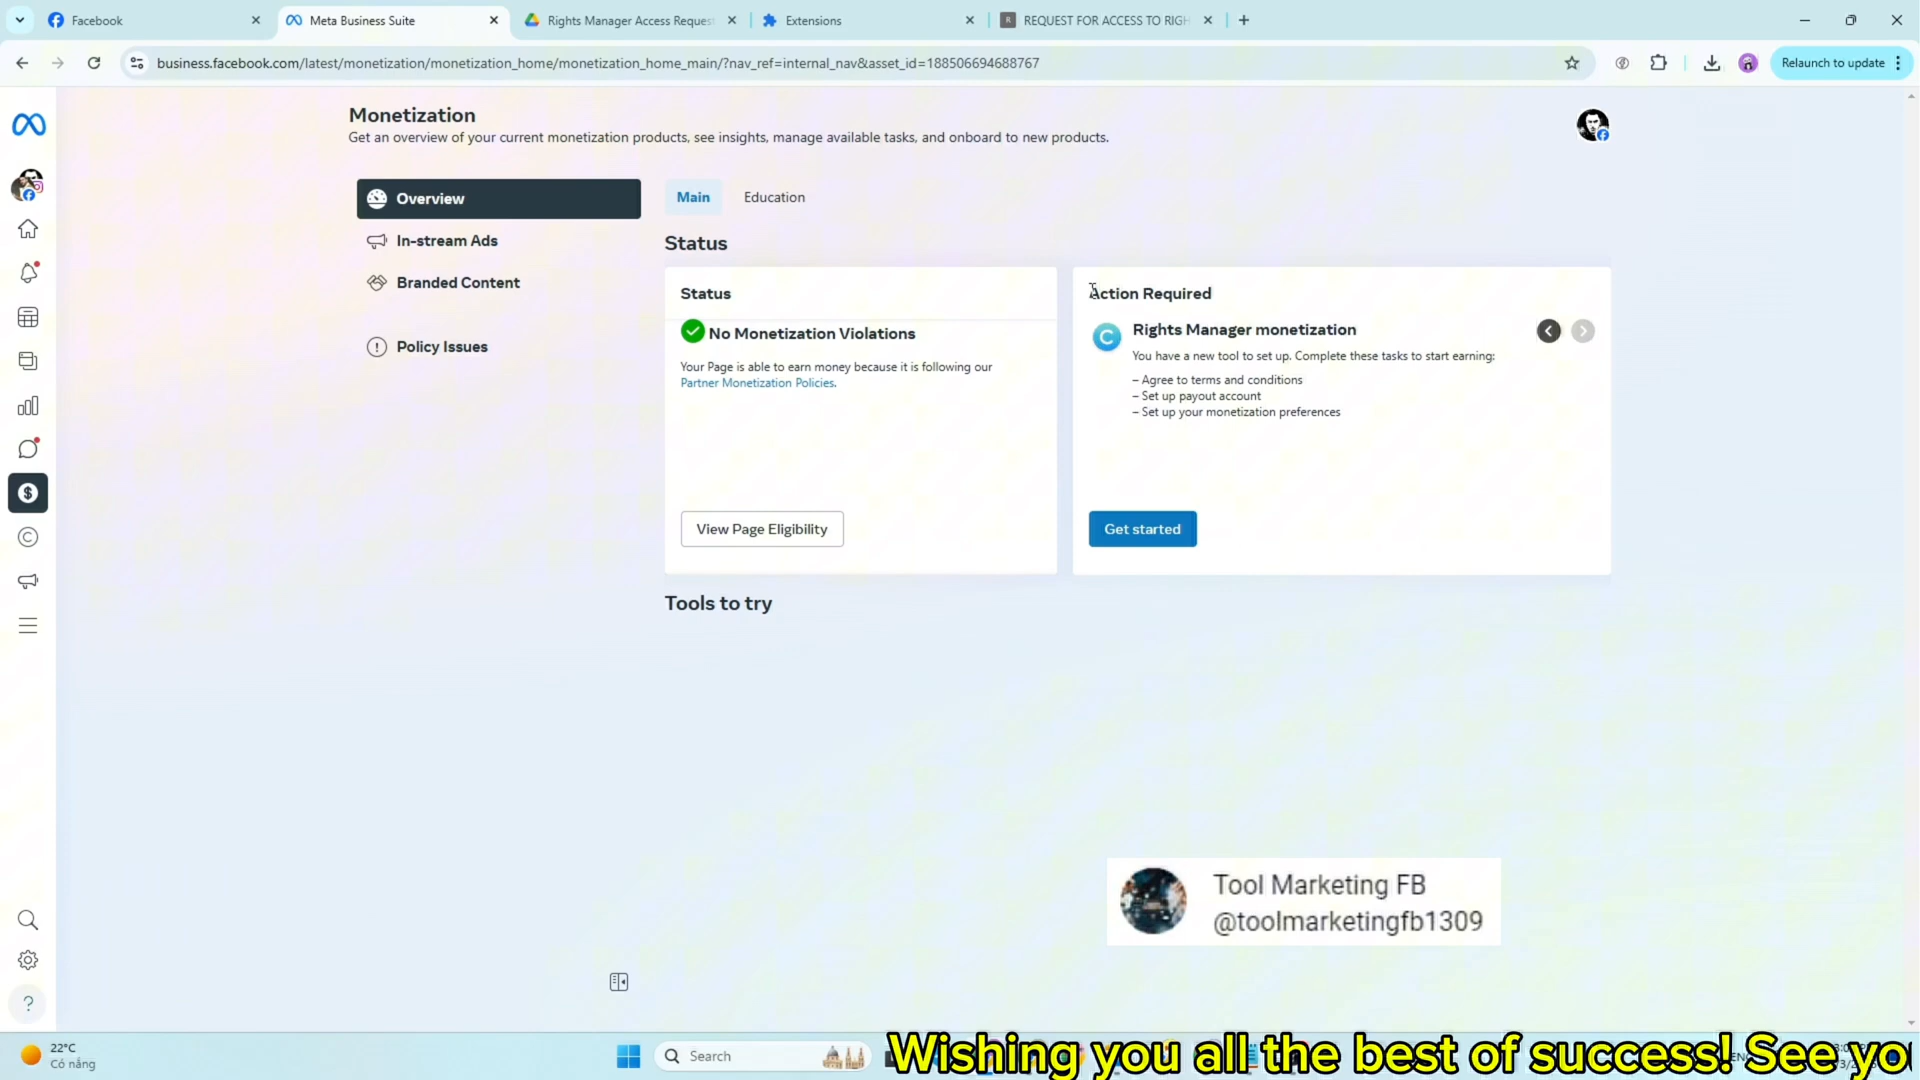 Facebook
Meta Business Suite
Rights Manager Access Request
Extensions
REQUEST FOR ACCESS TO RIGH
business.facebook.com/latest/monetization/monetization_home/monetization_home_main/?nav_ref=internal_nav&asset_id=188506694688767
Relaunch to update
Monetization
Get an overview of your current monetization products, see insights, manage available tasks, and onboard to new products.
Overview
In-stream Ads
Branded Content
Policy Issues
Main
Education
Status
Status
No Monetization Violations
Your Page is able to earn money because it is following our
Partner Monetization Policies.
View Page Eligibility
Action Required
Rights Manager monetization
You have a new tool to set up. Complete these tasks to start earning:
– Agree to terms and conditions
– Set up payout account
– Set up your monetization preferences
Get started
Tools to try
Tool Marketing FB
@toolmarketingfb1309
22°C
Có nắng
Search
Wishing you all the best of success! See yo